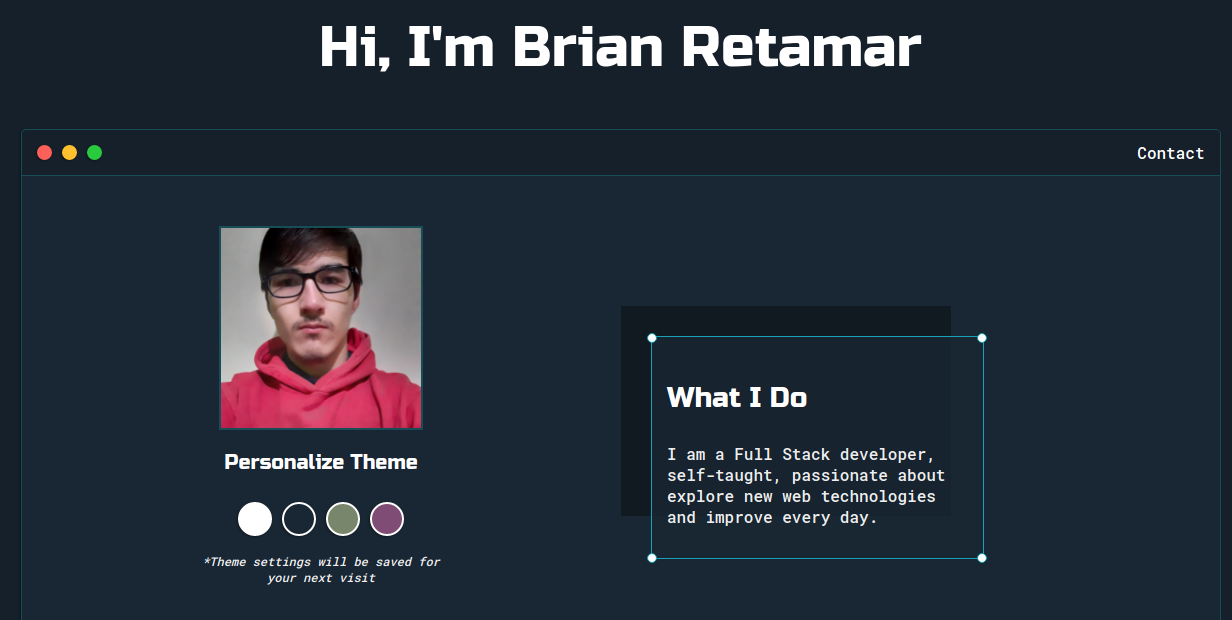 Hi, I'm Brian Retamar
Contact
Personalize Theme
*Theme settings will be saved for
your next visit
What I Do
I am a Full Stack developer,
self-taught, passionate about
explore new web technologies
and improve every day.